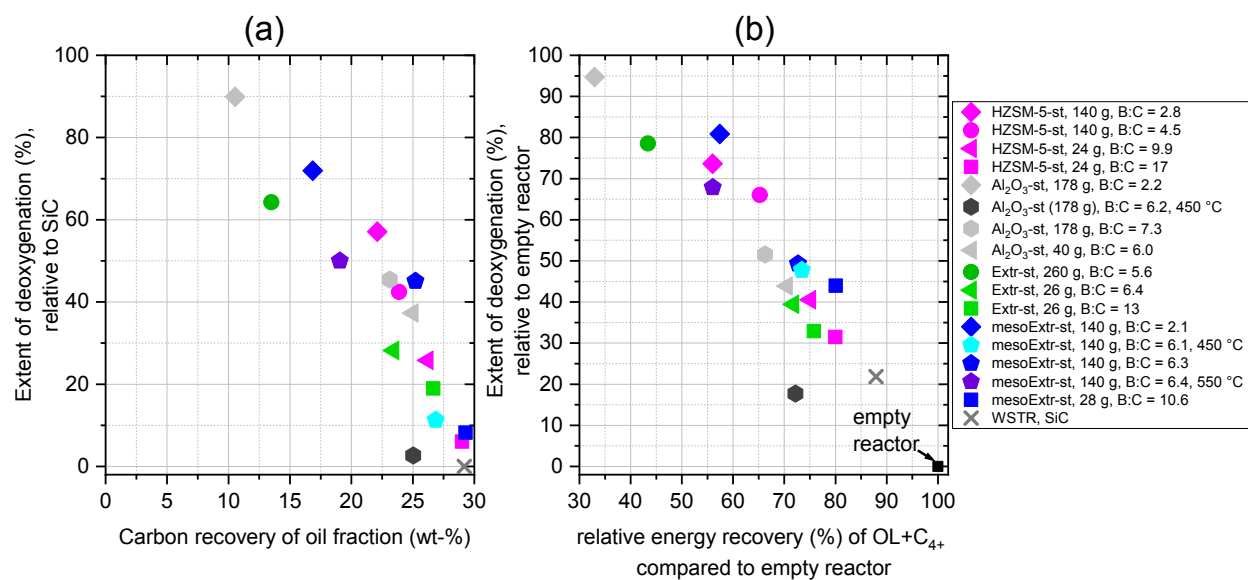 (a)
Extent of deoxygenation (%),
relative to SiC
100
80
60
40
20
0
0
5
10
15
20
25
30
Carbon recovery of oil fraction (wt-%)
(b)
Extent of deoxygenation (%),
relative to empty reactor
100
90
80
70
60
50
40
30
20
10
0
empty
reactor
30
40
50
60
70
80
90
100
relative energy recovery (%) of OL+C₄₊
compared to empty reactor
HZSM-5-st, 140 g, B:C = 2.8
HZSM-5-st, 140 g, B:C = 4.5
HZSM-5-st, 24 g, B:C = 9.9
HZSM-5-st, 24 g, B:C = 17
Al₂O₃-st, 178 g, B:C = 2.2
Al₂O₃-st (178 g), B:C = 6.2, 450 °C
Al₂O₃-st, 178 g, B:C = 7.3
Al₂O₃-st, 40 g, B:C = 6.0
Extr-st, 260 g, B:C = 5.6
Extr-st, 26 g, B:C = 6.4
Extr-st, 26 g, B:C = 13
mesoExtr-st, 140 g, B:C = 2.1
mesoExtr-st, 140 g, B:C = 6.1, 450 °C
mesoExtr-st, 140 g, B:C = 6.3
mesoExtr-st, 140 g, B:C = 6.4, 550 °C
mesoExtr-st, 28 g, B:C = 10.6
WSTR, SiC